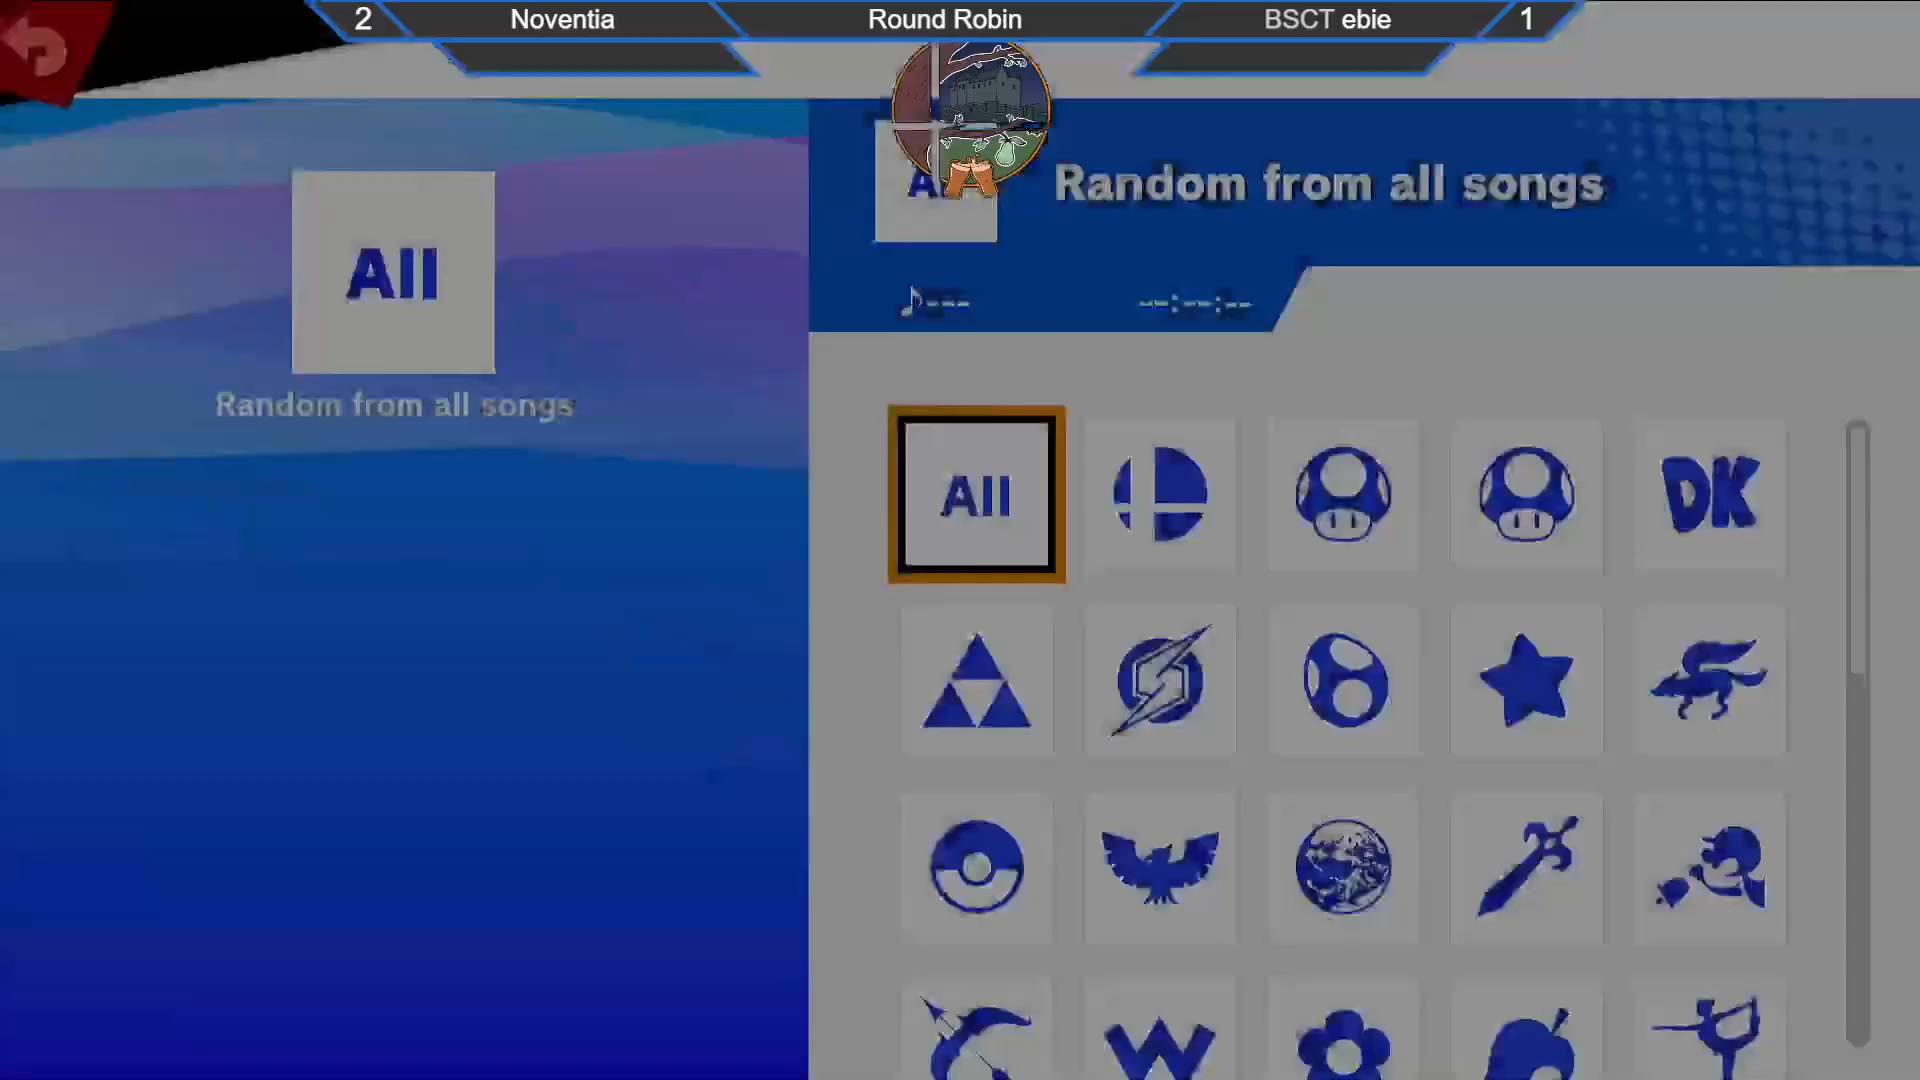 2 Noventia Round Robin BSCT ebie 1
All
Random from all songs
Random from all songs
---
--:--:--
All
DK
W